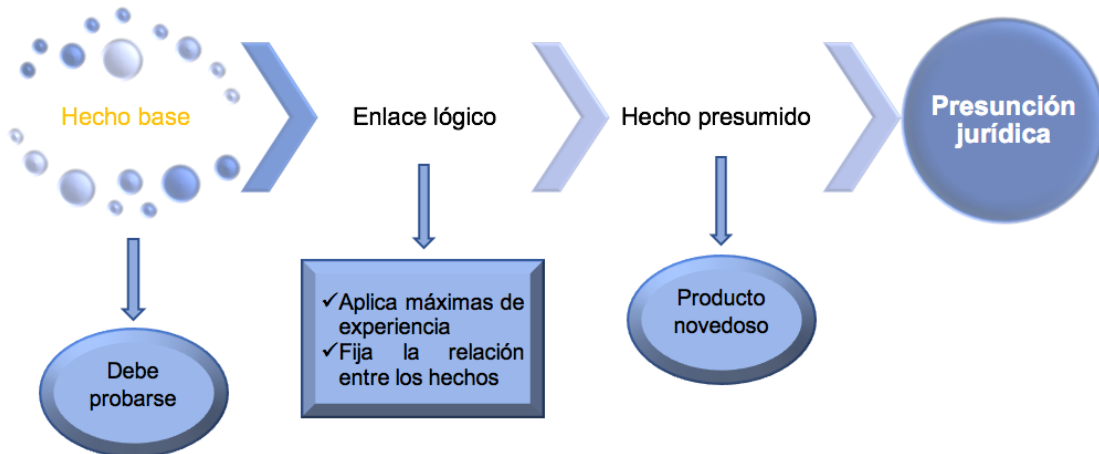 Hecho base
Enlace lógico
Hecho presumido
Presunción
jurídica
Debe
probarse
✓Aplica máximas de
experiencia
✓Fija la relación
entre los hechos
Producto
novedoso